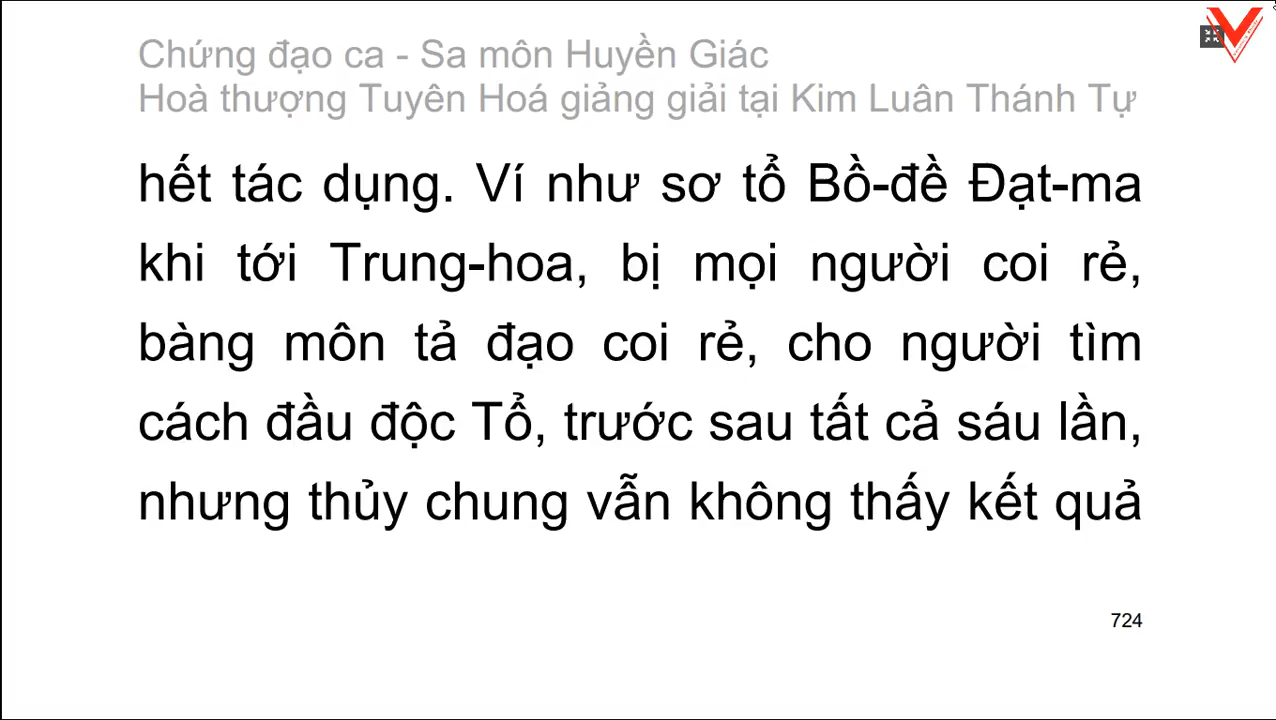 Chứng đạo ca - Sa môn Huyền Giác
Hoà thượng Tuyên Hoá giảng giải tại Kim Luân Thánh Tự
hết tác dụng. Ví như sơ tổ Bồ-đề Đạt-ma
khi tới Trung-hoa, bị mọi người coi rẻ,
bàng môn tả đạo coi rẻ, cho người tìm
cách đầu độc Tổ, trước sau tất cả sáu lần,
nhưng thủy chung vẫn không thấy kết quả
724